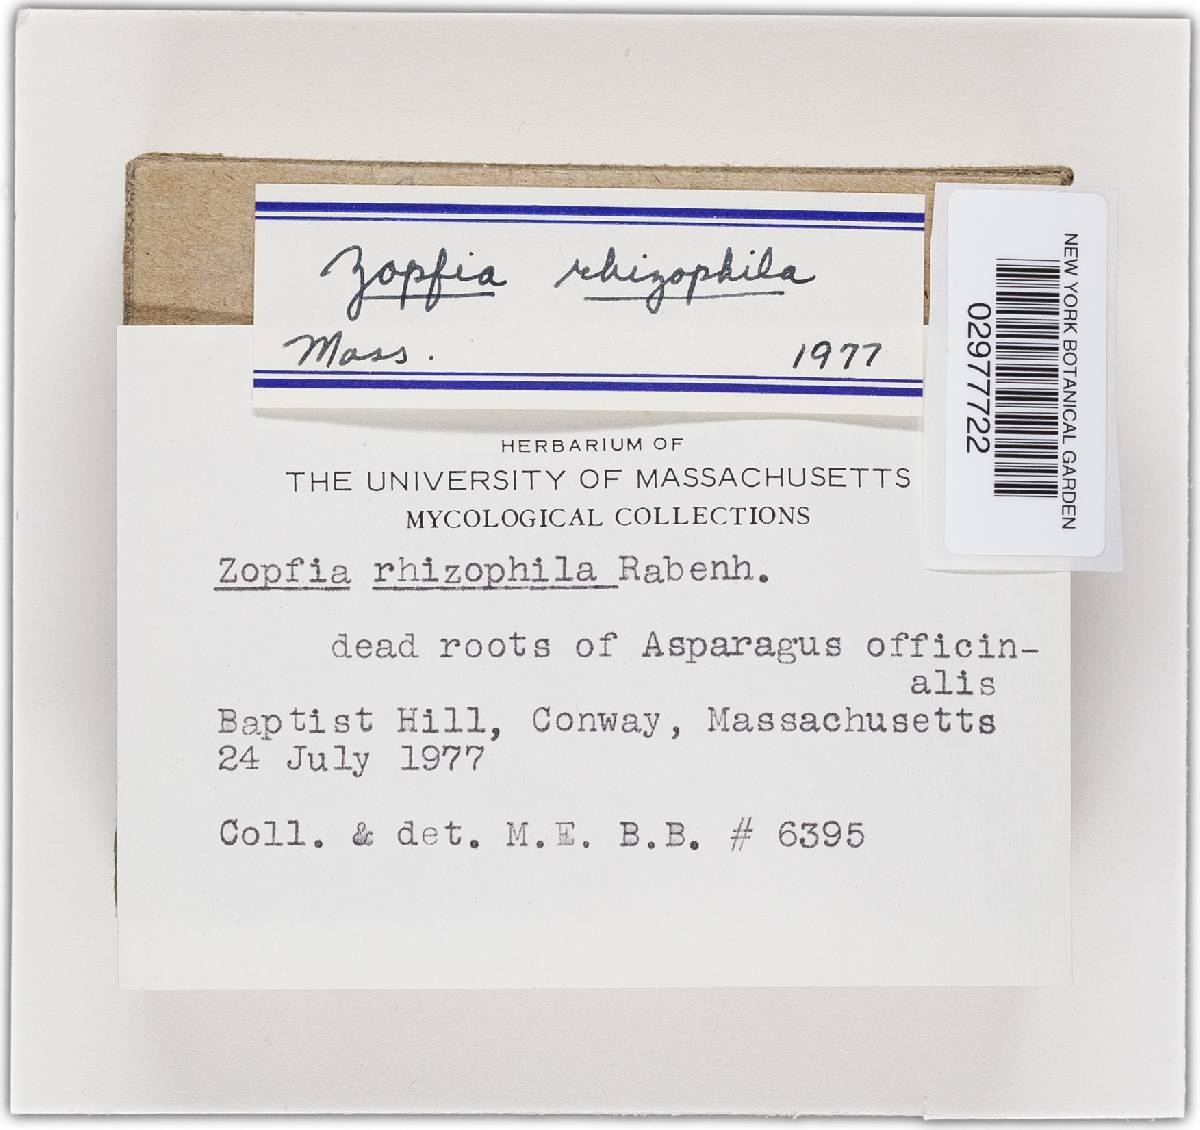 Zopfia rhizophila
Mass. 1977
HERBARIUM OF
THE UNIVERSITY OF MASSACHUSETTS
MYCOLOGICAL COLLECTIONS
Zopfia rhizophila Rabenh.
dead roots of Asparagus officin-
alis
Baptist Hill, Conway, Massachusetts
24 July 1977
Coll. & det. M.E. B.B. # 6395
NEW YORK BOTANICAL GARDEN
02977722